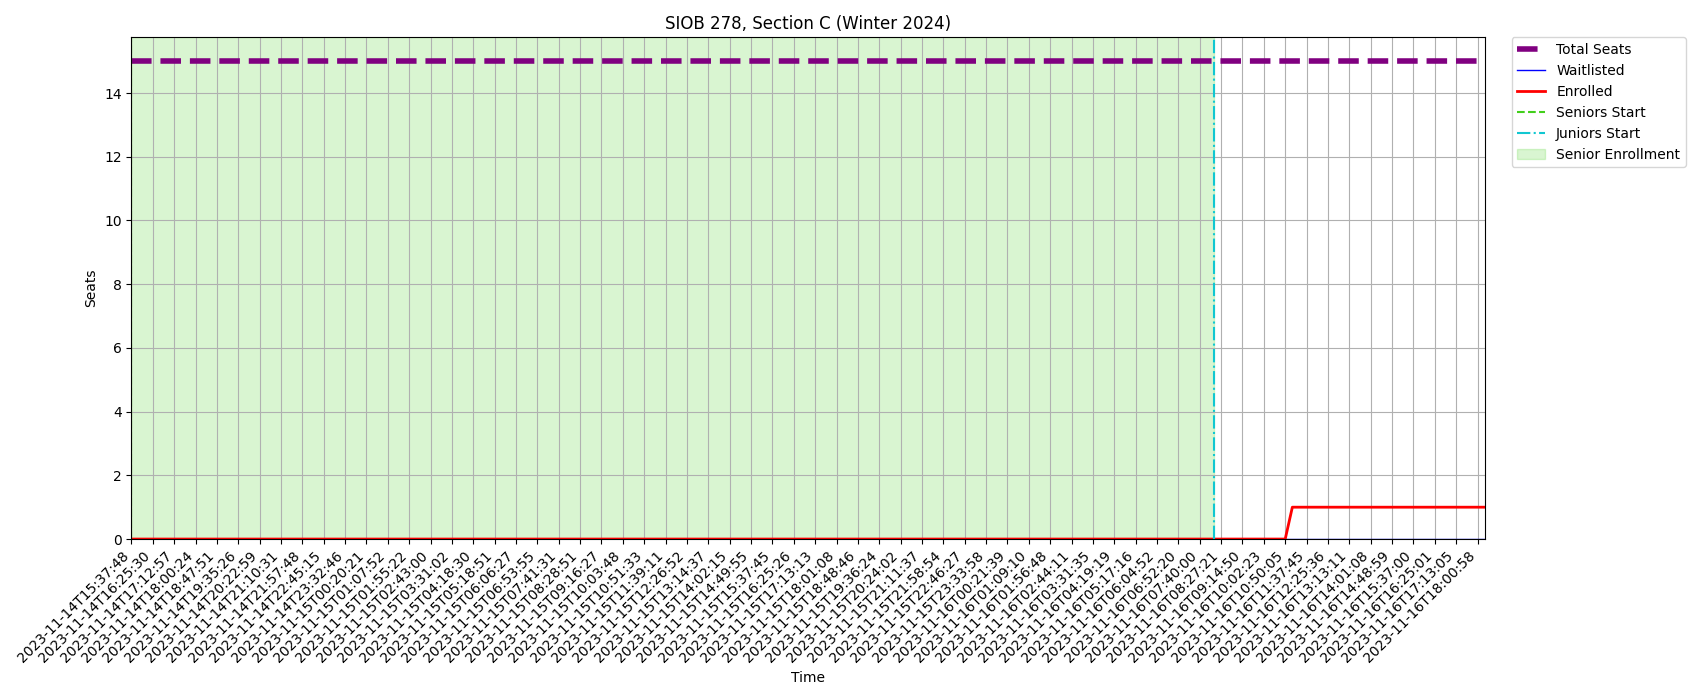 SIOB 278, Section C (Winter 2024)
Total Seats
Waitlisted
Enrolled
Seniors Start
Juniors Start
Senior Enrollment
Seats
14
12
10
8
6
4
2
0
2023-11-14T15:37:48
2023-11-14T16:25:30
2023-11-14T17:12:57
2023-11-14T18:00:24
2023-11-14T18:47:51
2023-11-14T19:35:26
2023-11-14T20:22:59
2023-11-14T21:10:31
2023-11-14T21:57:48
2023-11-14T22:45:15
2023-11-14T23:32:46
2023-11-15T00:20:21
2023-11-15T01:07:52
2023-11-15T01:55:22
2023-11-15T02:43:00
2023-11-15T03:31:02
2023-11-15T04:18:30
2023-11-15T05:18:51
2023-11-15T06:06:27
2023-11-15T06:53:55
2023-11-15T07:41:31
2023-11-15T08:28:51
2023-11-15T09:16:27
2023-11-15T10:03:48
2023-11-15T10:51:33
2023-11-15T11:39:11
2023-11-15T12:26:52
2023-11-15T13:14:37
2023-11-15T14:02:15
2023-11-15T14:49:55
2023-11-15T15:37:45
2023-11-15T16:25:26
2023-11-15T17:13:13
2023-11-15T18:01:08
2023-11-15T18:48:46
2023-11-15T19:36:24
2023-11-15T20:24:02
2023-11-15T21:11:37
2023-11-15T21:58:54
2023-11-15T22:46:27
2023-11-15T23:33:58
2023-11-16T00:21:39
2023-11-16T01:09:10
2023-11-16T01:56:48
2023-11-16T02:44:11
2023-11-16T03:31:35
2023-11-16T04:19:19
2023-11-16T05:17:16
2023-11-16T06:04:52
2023-11-16T06:52:20
2023-11-16T07:40:00
2023-11-16T08:27:21
2023-11-16T09:14:50
2023-11-16T10:02:23
2023-11-16T10:50:05
2023-11-16T11:37:45
2023-11-16T12:25:36
2023-11-16T13:13:11
2023-11-16T14:01:08
2023-11-16T14:48:59
2023-11-16T15:37:00
2023-11-16T16:25:01
2023-11-16T17:13:05
2023-11-16T18:00:58
Time